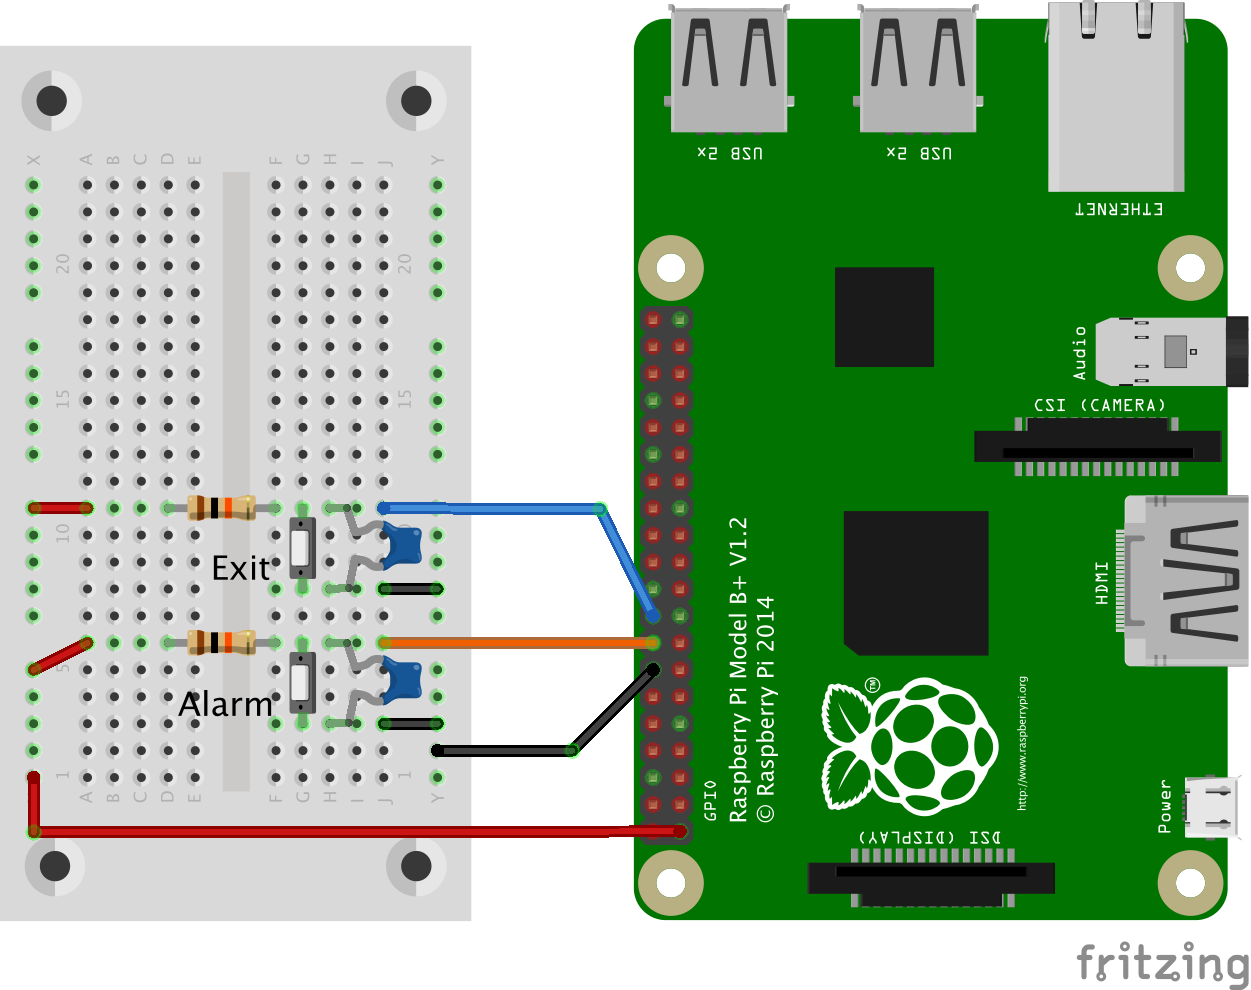 USB 2x
USB 2x
ETHERNET
X
A B C D E
F G H I J
Y
20
20
Audio
15
15
CSI (CAMERA)
10
Exit
HDMI
5
Alarm
Raspberry Pi Model B+ V1.2
© Raspberry Pi 2014
TM
http://www.raspberrypi.org
1
1
A B C D E
F G H I J
Y
GPIO
Power
DSI (DISPLAY)
fritzing